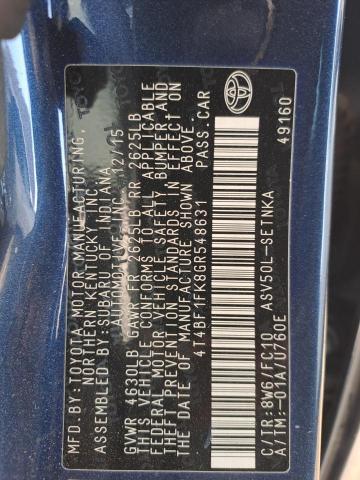 MFD. BY:TOYOTA MOTOR MANUFACTURING,
NORTHERN KENTUCKY, INC.
ASSEMBLED BY:SUBARU OF INDIANA
AUTOMOTIVE, INC. 12/15
GVWR 4630LB GAWR FR 2625LB RR 2625LB
THIS VEHICLE CONFORMS TO ALL APPLICABLE
FEDERAL MOTOR VEHICLE SAFETY, BUMPER, AND
THEFT PREVENTION STANDARDS IN EFFECT ON
THE DATE OF MANUFACTURE SHOWN ABOVE.
4T4BF1FK8GR548631 PASS.CAR
C/TR:8W6/FC10 ASV50L-SETNKA
A/TM:-01A/U760E 49160
TOYOTA